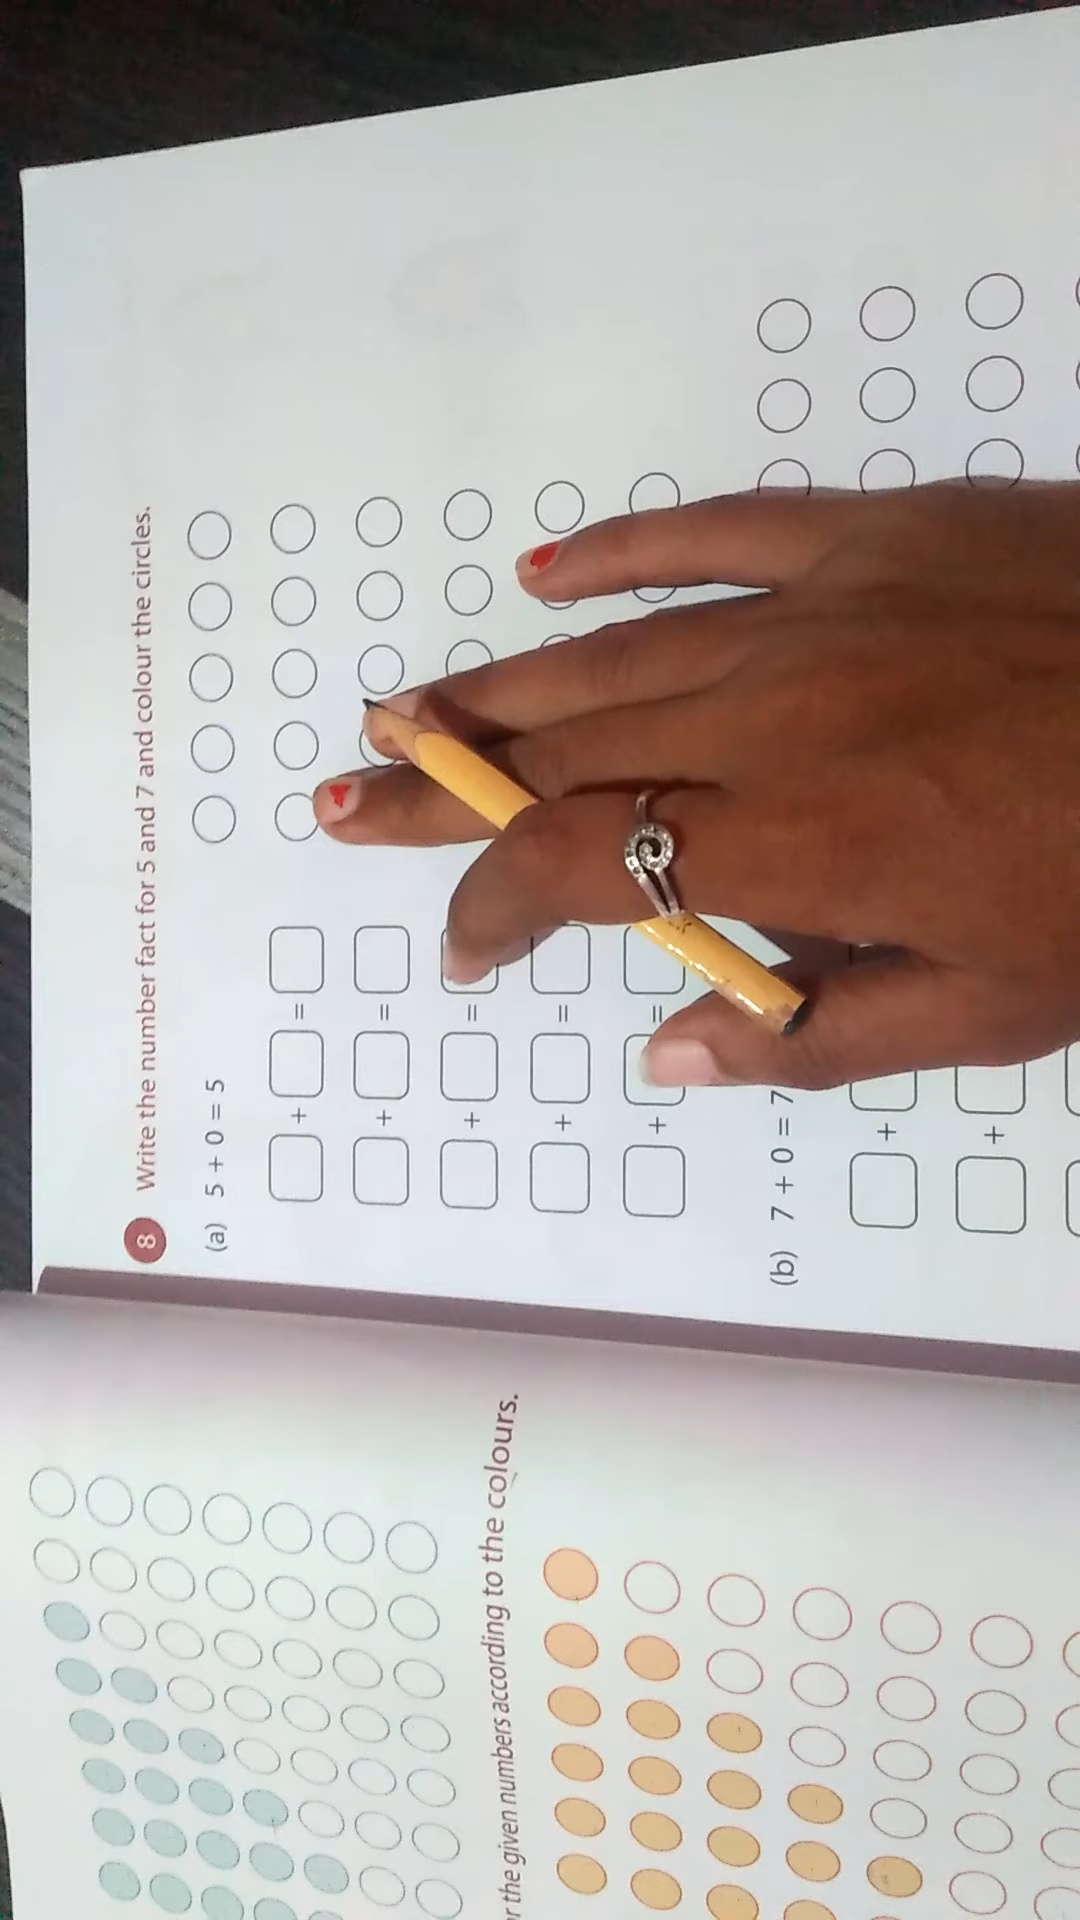 8 Write the number fact for 5 and 7 and colour the circles.
(a) 5 + 0 = 5
+ =
+ =
+ =
+ =
+ =
(b) 7 + 0 = 7
+
+
the given numbers according to the colours.